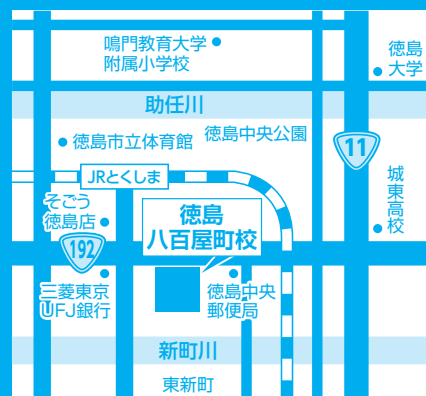 鳴門教育大学
附属小学校
徳島
大学
助任川
徳島市立体育館
徳島中央公園
11
JRとくしま
城東高校
そごう
徳島店
徳島
八百屋町校
192
三菱東京
UFJ銀行
徳島中央
郵便局
新町川
東新町